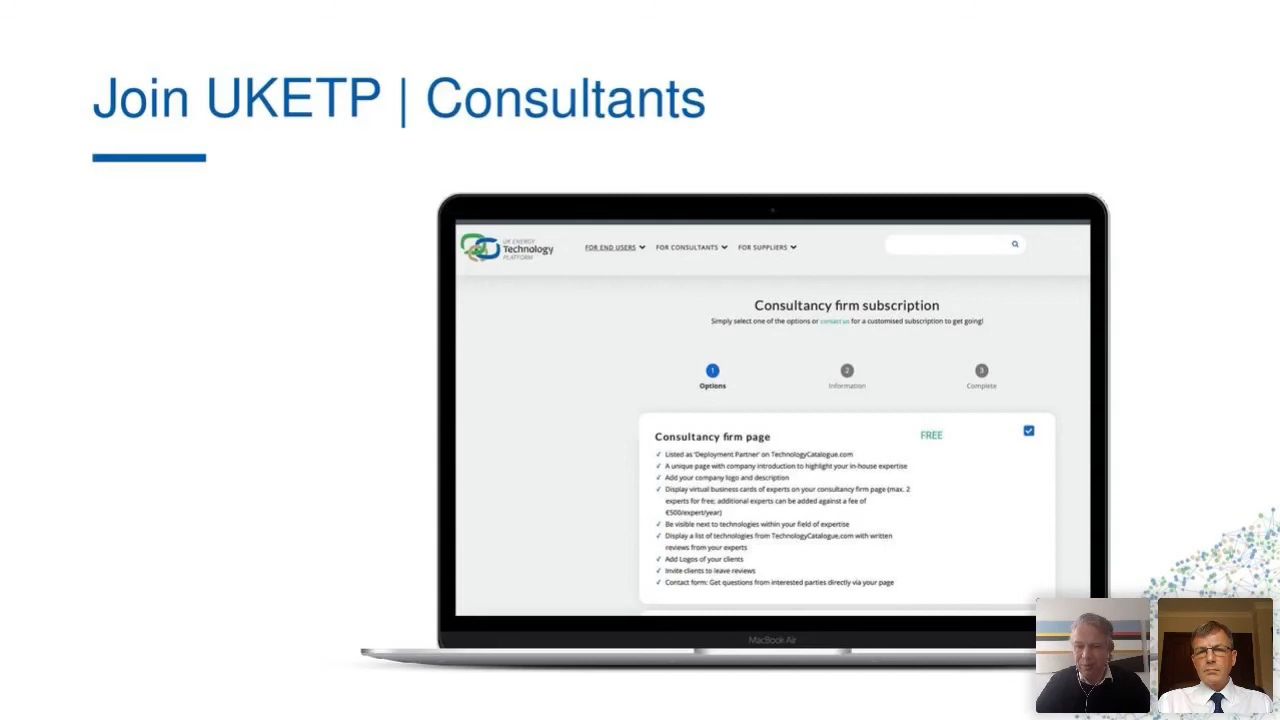 Join UKETP | Consultants
UK ENERGY
Technology
PLATFORM
FOR END USERS
FOR CONSULTANTS
FOR SUPPLIERS
Consultancy firm subscription
Simply select one of the options or contact us for a customised subscription to get going!
1
2
3
Options
Information
Complete
Consultancy firm page
FREE
✓ Listed as 'Deployment Partner' on TechnologyCatalogue.com
✓ A unique page with company introduction to highlight your in-house expertise
✓ Add your company logo and description
✓ Display virtual business cards of experts on your consultancy firm page (max. 2
experts for free; additional experts can be added against a fee of
€500/expert/year)
✓ Be visible next to technologies within your field of expertise
✓ Display a list of technologies from TechnologyCatalogue.com with written
reviews from your experts
✓ Add Logos of your clients
✓ Invite clients to leave reviews
✓ Contact form: Get questions from interested parties directly via your page
MacBook Air